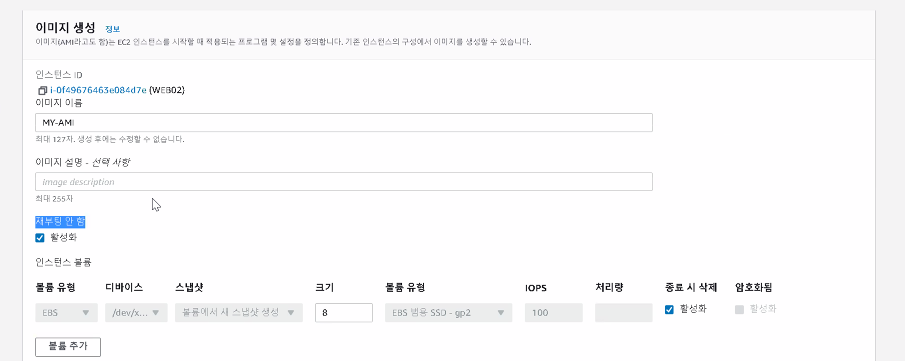 이미지 생성 정보
이미지(AMI라고도 함)는 EC2 인스턴스를 시작할 때 적용되는 프로그램 및 설정을 정의합니다. 기존 인스턴스의 구성에서 이미지를 생성할 수 있습니다.
인스턴스 ID
i-0f49676463e084d7e (WEB02)
이미지 이름
MY-AMI
최대 127자. 생성 후에는 수정할 수 없습니다.
이미지 설명 - 선택 사항
Image description
최대 255자
재부팅 안 함
활성화
인스턴스 볼륨
볼륨 유형 디바이스 스냅샷 크기 볼륨 유형 IOPS 처리량 종료 시 삭제 암호화됨
EBS /dev/x... 볼륨에서 새 스냅샷 생성 8 EBS 범용 SSD - gp2 100 활성화 활성화
볼륨 추가